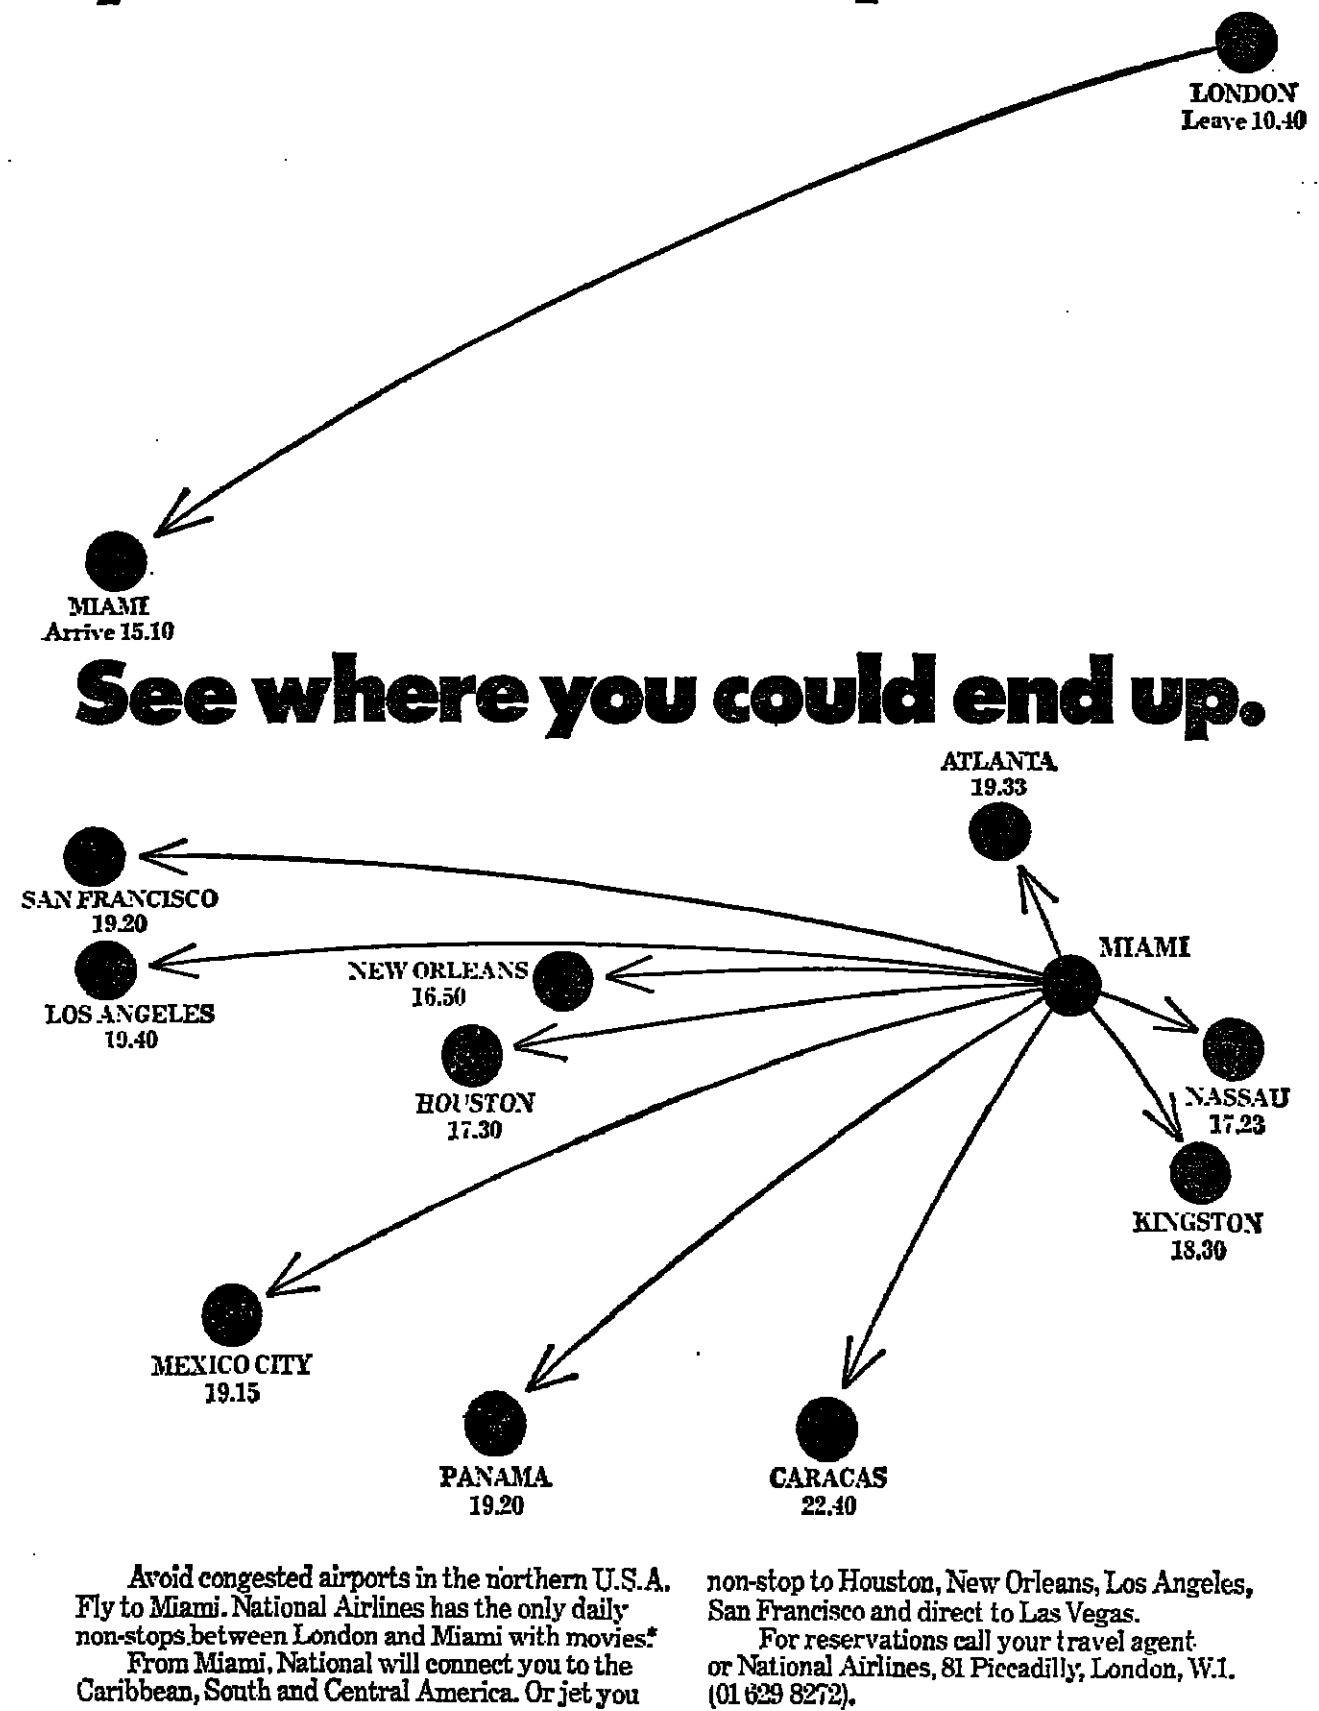 LONDON
Leave 10.40
MIAMI
Arrive 15.10
See where you could end up.
ATLANTA
19.33
SAN FRANCISCO
19.20
MIAMI
NEW ORLEANS
16.50
LOS ANGELES
19.40
HOUSTON
17.30
NASSAU
17.23
KINGSTON
18.30
MEXICO CITY
19.15
PANAMA
19.20
CARACAS
22.40
Avoid congested airports in the northern U.S.A.
Fly to Miami. National Airlines has the only daily
non-stops between London and Miami with movies.*
From Miami, National will connect you to the
Caribbean, South and Central America. Or jet you
non-stop to Houston, New Orleans, Los Angeles,
San Francisco and direct to Las Vegas.
For reservations call your travel agent
or National Airlines, 81 Piccadilly, London, W.1.
(01 629 8272).